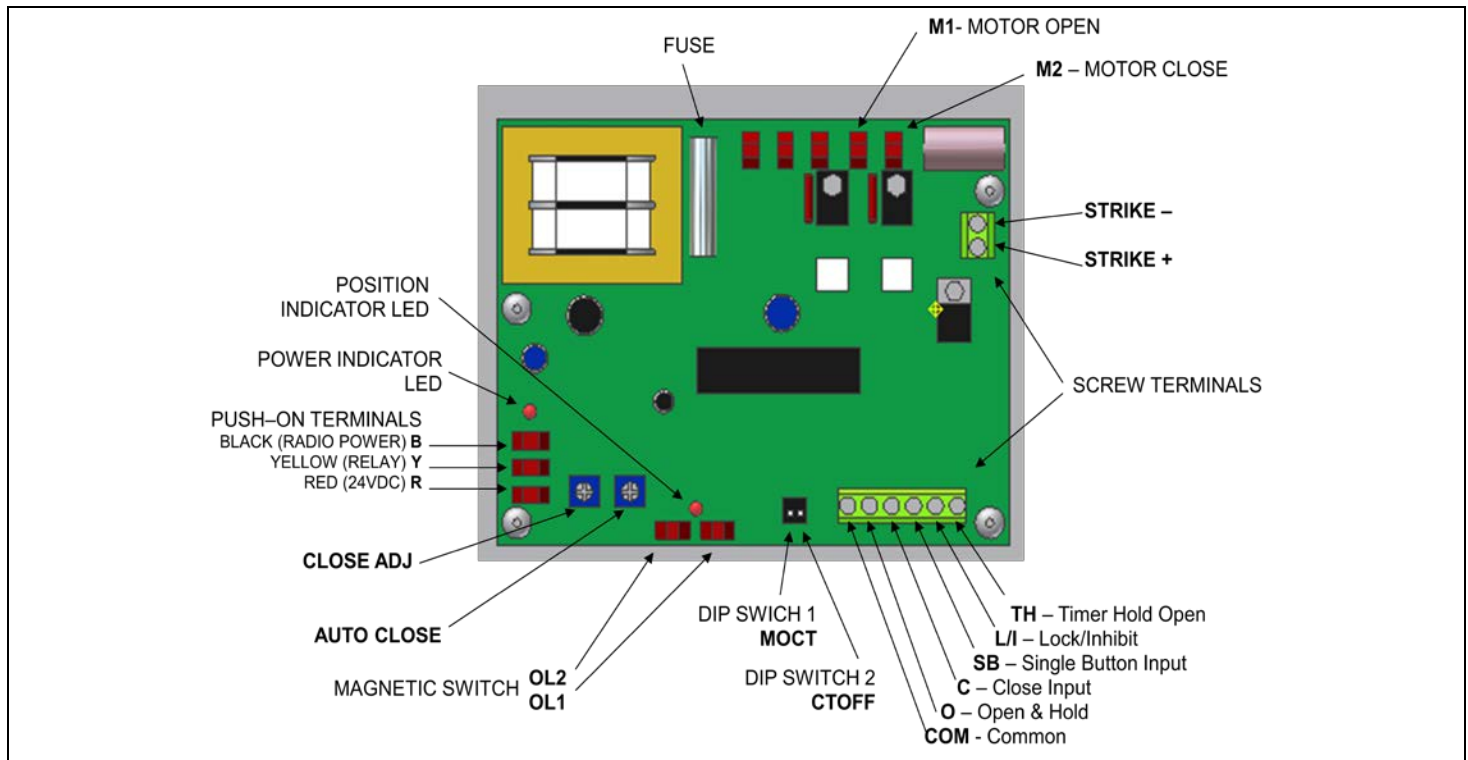 M1- MOTOR OPEN
FUSE
M2 – MOTOR CLOSE
STRIKE –
STRIKE +
POSITION
INDICATOR LED
POWER INDICATOR
LED
SCREW TERMINALS
PUSH–ON TERMINALS
BLACK (RADIO POWER) B
YELLOW (RELAY) Y
RED (24VDC) R
CLOSE ADJ
AUTO CLOSE
MAGNETIC SWITCH OL2
OL1
DIP SWICH 1
MOCT
DIP SWITCH 2
CTOFF
TH – Timer Hold Open
L/I – Lock/Inhibit
SB – Single Button Input
C – Close Input
O – Open & Hold
COM - Common